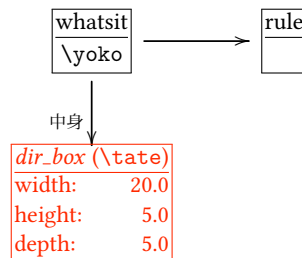 whatsit
\yoko
rule
中身
dir_box (\tate)
width: 20.0
height: 5.0
depth: 5.0